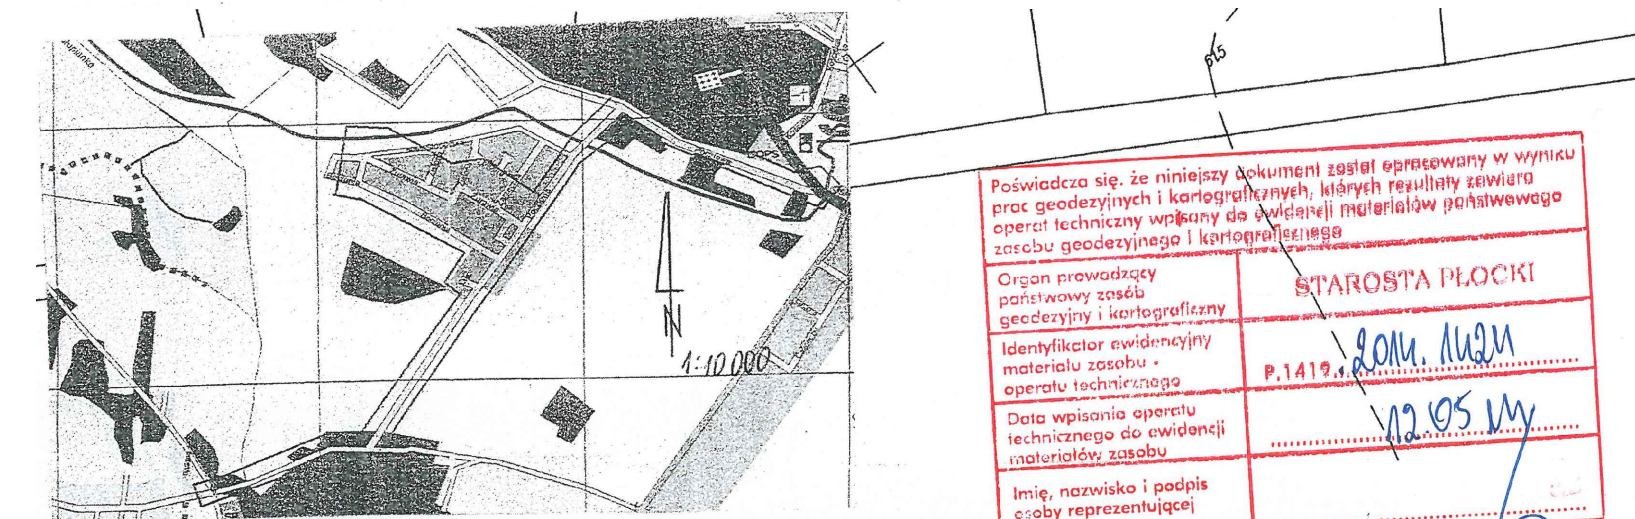 Słupianka
N
1:10 000
615
Poświadcza się, że niniejszy dokument został opracowany w wyniku
prac geodezyjnych i kartograficznych, których rezultaty zawiera
operat techniczny wpisany do ewidencji materiałów państwowego
zasobu geodezyjnego i kartograficznego
Organ prowadzący
państwowy zasób
geodezyjny i kartograficzny
STAROSTA PŁOCKI
Identyfikator ewidencyjny
materiału zasobu -
operatu technicznego
P.1419.2014.1424
Data wpisania operatu
technicznego do ewidencji
materiałów zasobu
12.05
Imię, nazwisko i podpis
osoby reprezentującej